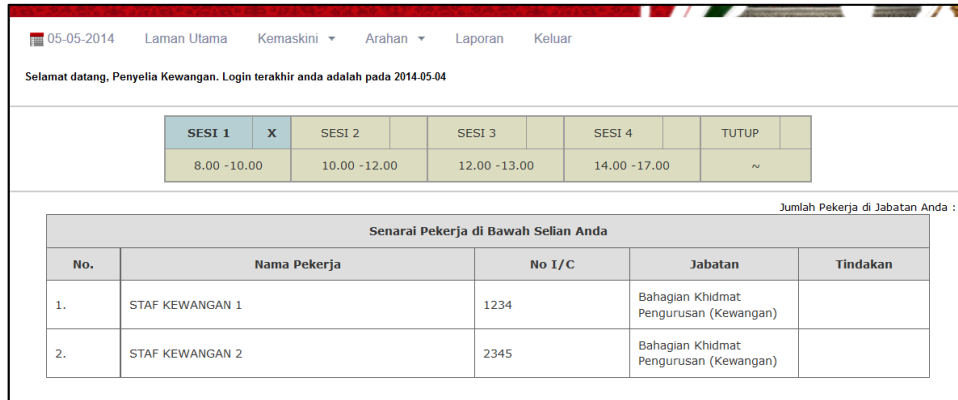 05-05-2014 Laman Utama Kemaskini Arahan Laporan Keluar
Selamat datang, Penyelia Kewangan. Login terakhir anda adalah pada 2014-05-04
SESI 1 X SESI 2 SESI 3 SESI 4 TUTUP
8.00 -10.00 10.00 -12.00 12.00 -13.00 14.00 -17.00 ~
Jumlah Pekerja di Jabatan Anda :
Senarai Pekerja di Bawah Selian Anda
No. Nama Pekerja No I/C Jabatan Tindakan
1. STAF KEWANGAN 1 1234 Bahagian Khidmat
Pengurusan (Kewangan)
2. STAF KEWANGAN 2 2345 Bahagian Khidmat
Pengurusan (Kewangan)